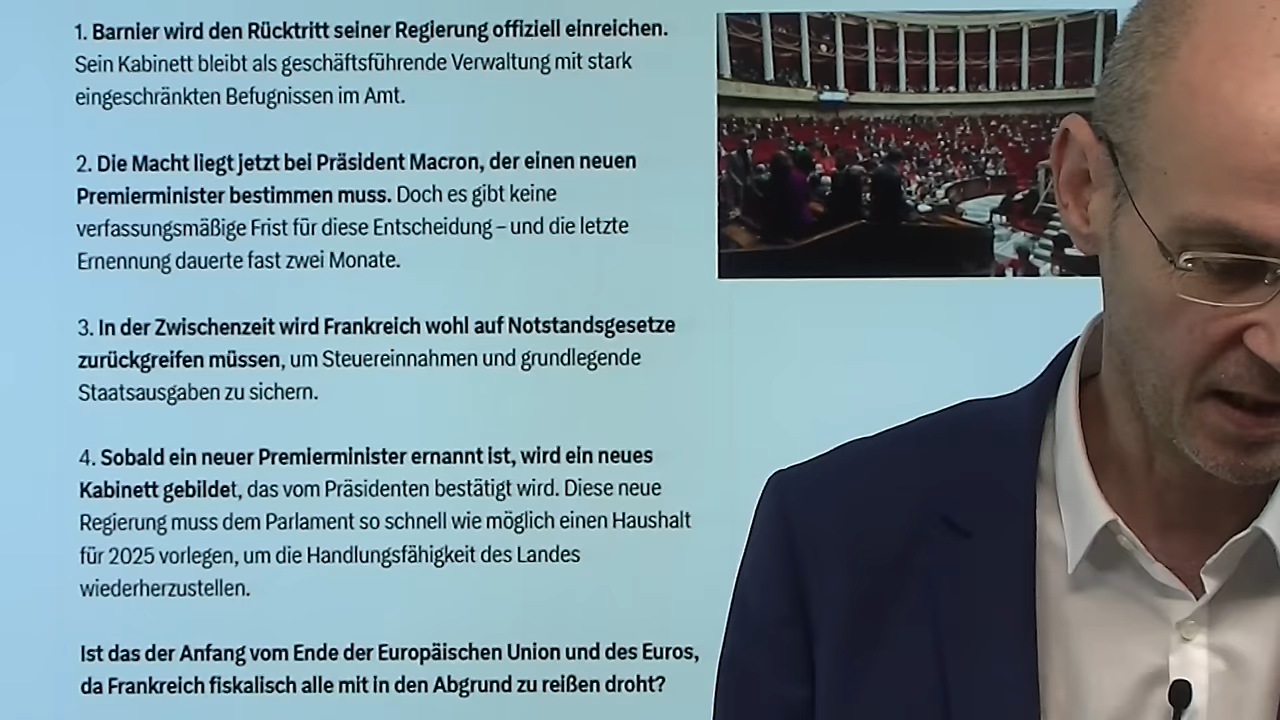 1. Barnier wird den Rücktritt seiner Regierung offiziell einreichen.
Sein Kabinett bleibt als geschäftsführende Verwaltung mit stark
eingeschränkten Befugnissen im Amt.
2. Die Macht liegt jetzt bei Präsident Macron, der einen neuen
Premierminister bestimmen muss. Doch es gibt keine
verfassungsmäßige Frist für diese Entscheidung – und die letzte
Ernennung dauerte fast zwei Monate.
3. In der Zwischenzeit wird Frankreich wohl auf Notstandsgesetze
zurückgreifen müssen, um Steuereinnahmen und grundlegende
Staatsausgaben zu sichern.
4. Sobald ein neuer Premierminister ernannt ist, wird ein neues
Kabinett gebildet, das vom Präsidenten bestätigt wird. Diese neue
Regierung muss dem Parlament so schnell wie möglich einen Haushalt
für 2025 vorlegen, um die Handlungsfähigkeit des Landes
wiederherzustellen.
Ist das der Anfang vom Ende der Europäischen Union und des Euros,
da Frankreich fiskalisch alle mit in den Abgrund zu reißen droht?